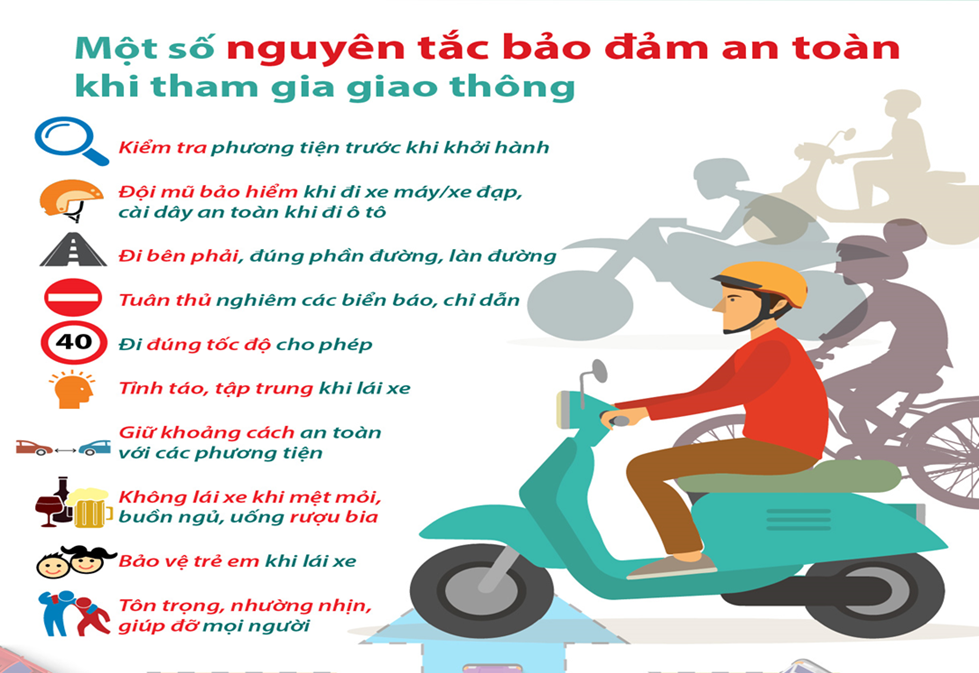 Một số nguyên tắc bảo đảm an toàn
khi tham gia giao thông
Kiểm tra phương tiện trước khi khởi hành
Đội mũ bảo hiểm khi đi xe máy/xe đạp,
cài dây an toàn khi đi ô tô
Đi bên phải, đúng phần đường, làn đường
Tuân thủ nghiêm các biển báo, chỉ dẫn
40
Đi đúng tốc độ cho phép
Tỉnh táo, tập trung khi lái xe
Giữ khoảng cách an toàn
với các phương tiện
Không lái xe khi mệt mỏi,
buồn ngủ, uống rượu bia
Bảo vệ trẻ em khi lái xe
Tôn trọng, nhường nhịn,
giúp đỡ mọi người